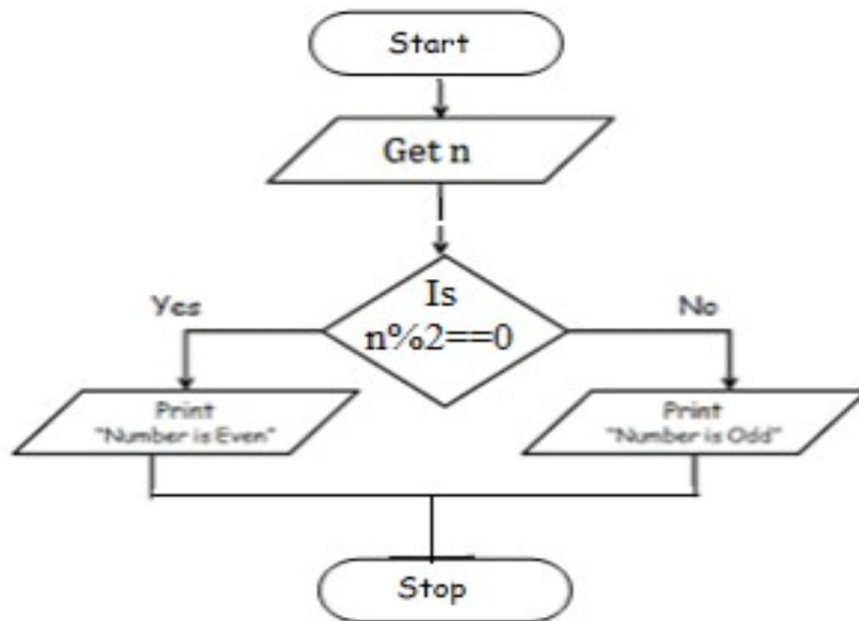 Start
Get n
Is
n%2==0
Yes
No
Print
"Number is Even"
Print
"Number is Odd"
Stop